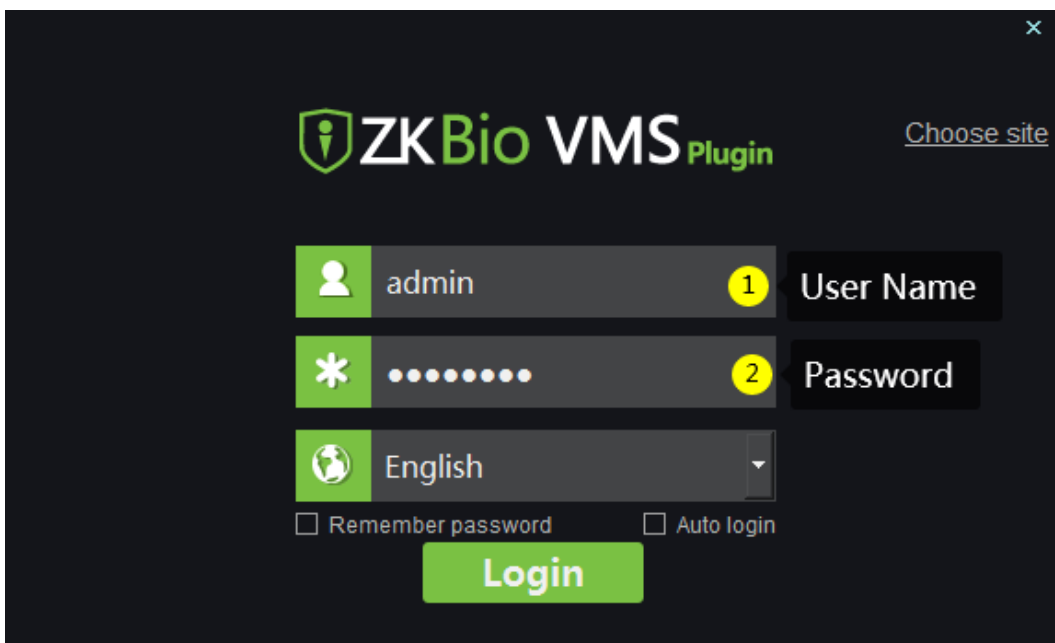 ×
ZKBio VMS Plugin
Choose site
admin
1
User Name
••••••••
2
Password
English
Remember password
Auto login
Login